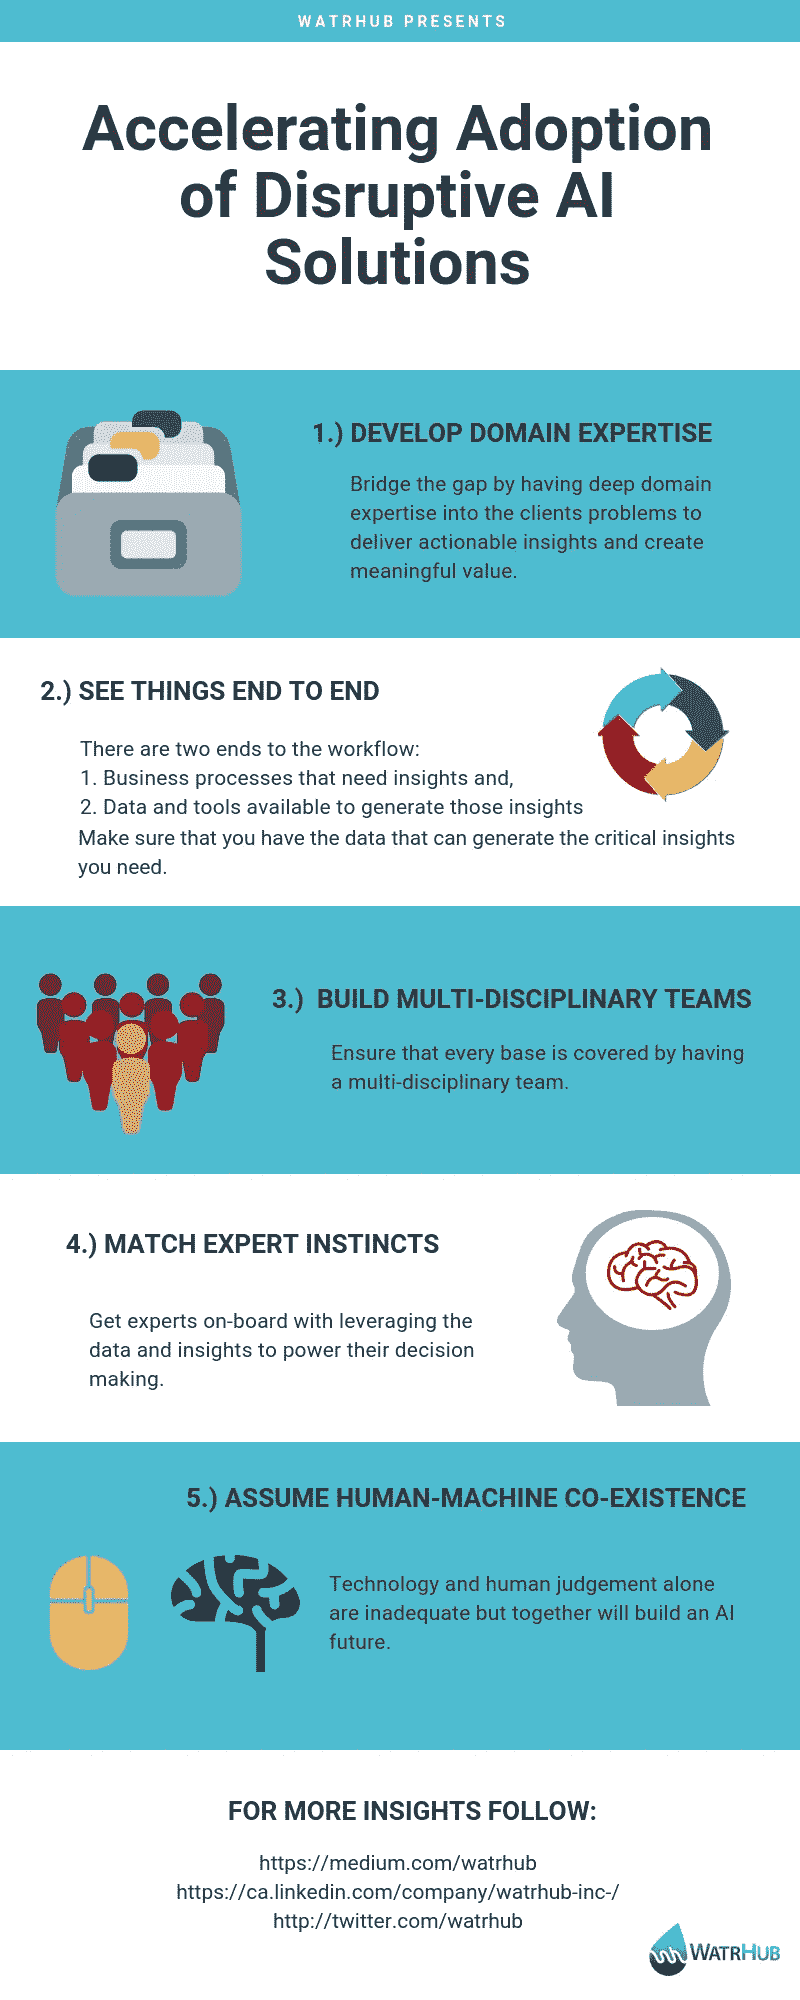 WATRHUB PRESENTS
Accelerating Adoption
of Disruptive AI
Solutions
1.) DEVELOP DOMAIN EXPERTISE
Bridge the gap by having deep domain
expertise into the clients problems to
deliver actionable insights and create
meaningful value.
2.) SEE THINGS END TO END
There are two ends to the workflow:
1. Business processes that need insights and,
2. Data and tools available to generate those insights
Make sure that you have the data that can generate the critical insights
you need.
3.) BUILD MULTI-DISCIPLINARY TEAMS
Ensure that every base is covered by having
a multi-disciplinary team.
4.) MATCH EXPERT INSTINCTS
Get experts on-board with leveraging the
data and insights to power their decision
making.
5.) ASSUME HUMAN-MACHINE CO-EXISTENCE
Technology and human judgement alone
are inadequate but together will build an AI
future.
FOR MORE INSIGHTS FOLLOW:
https://medium.com/watrhub
https://ca.linkedin.com/company/watrhub-inc-/
http://twitter.com/watrhub
WATRHUB